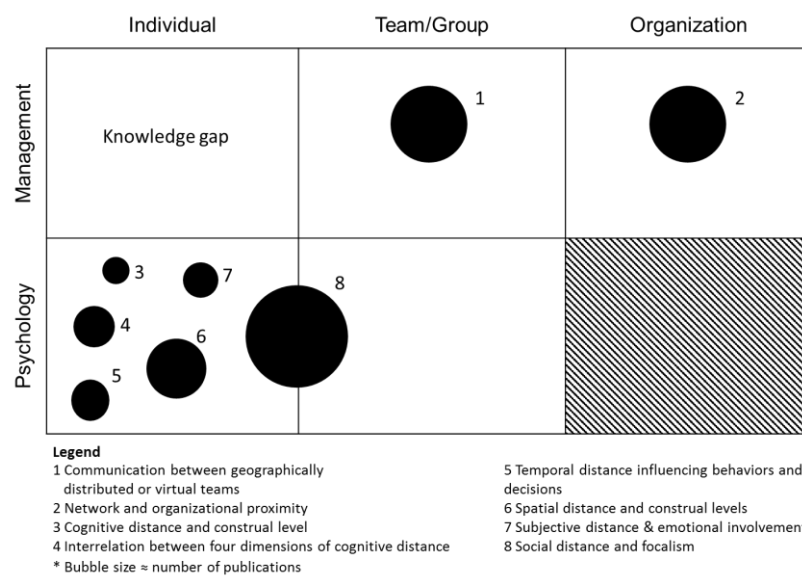 Individual
Team/Group
Organization
Management
Knowledge gap
1
2
Psychology
3
7
8
4
6
5
Legend
1 Communication between geographically
distributed or virtual teams
2 Network and organizational proximity
3 Cognitive distance and construal level
4 Interrelation between four dimensions of cognitive distance
* Bubble size ≈ number of publications
5 Temporal distance influencing behaviors and
decisions
6 Spatial distance and construal levels
7 Subjective distance & emotional involvement
8 Social distance and focalism